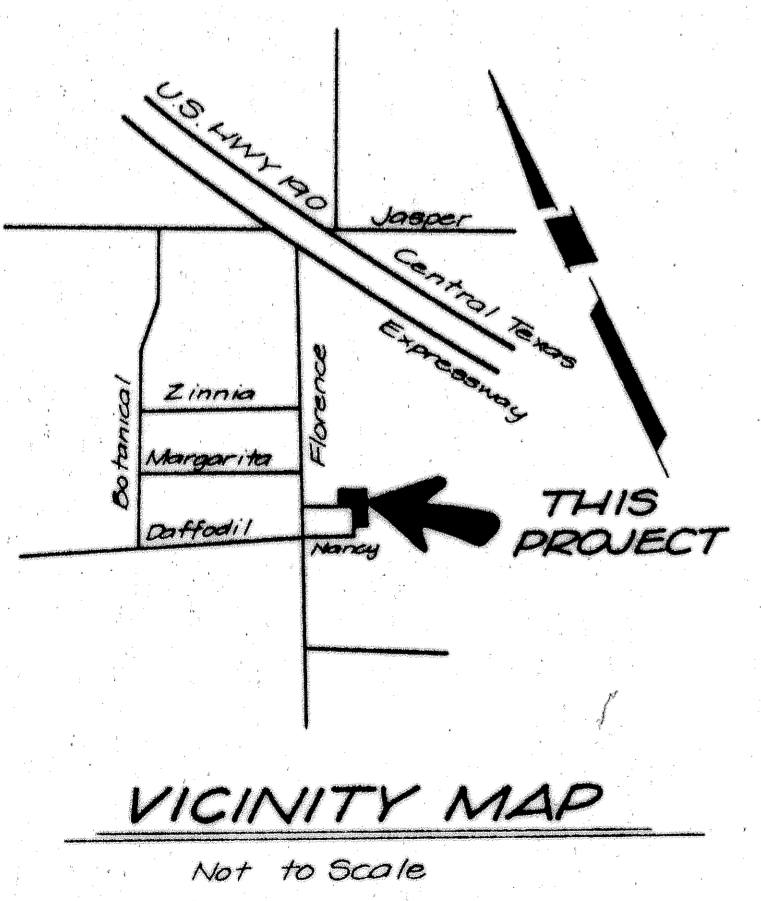 U.S. HWY 190
Jasper
Central Texas
Expressway
Florence
Zinnia
Botanical
Margarita
Daffodil
Nancy
THIS
PROJECT
VICINITY MAP
Not to Scale